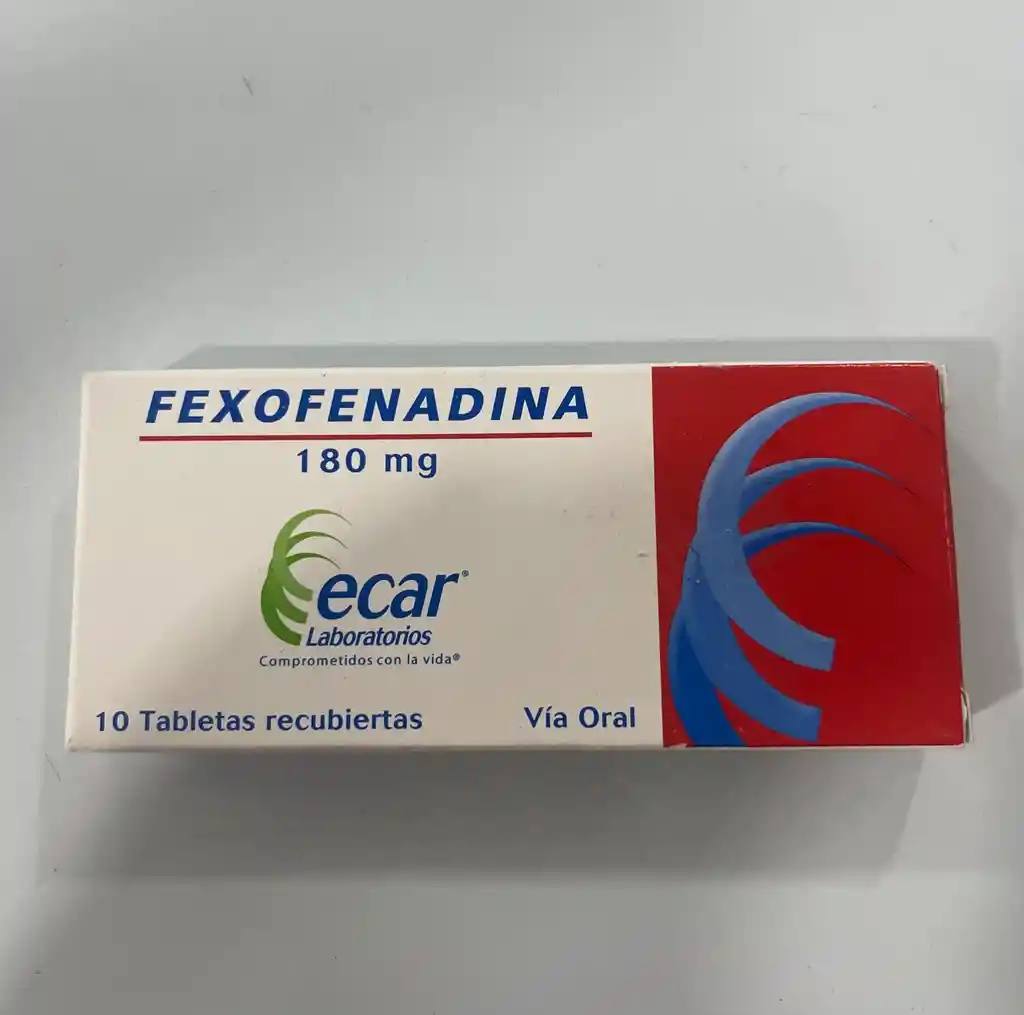 FEXOFENADINA
180 mg
ecar®
Laboratorios
Comprometidos con la vida®
10 Tabletas recubiertas
Vía Oral